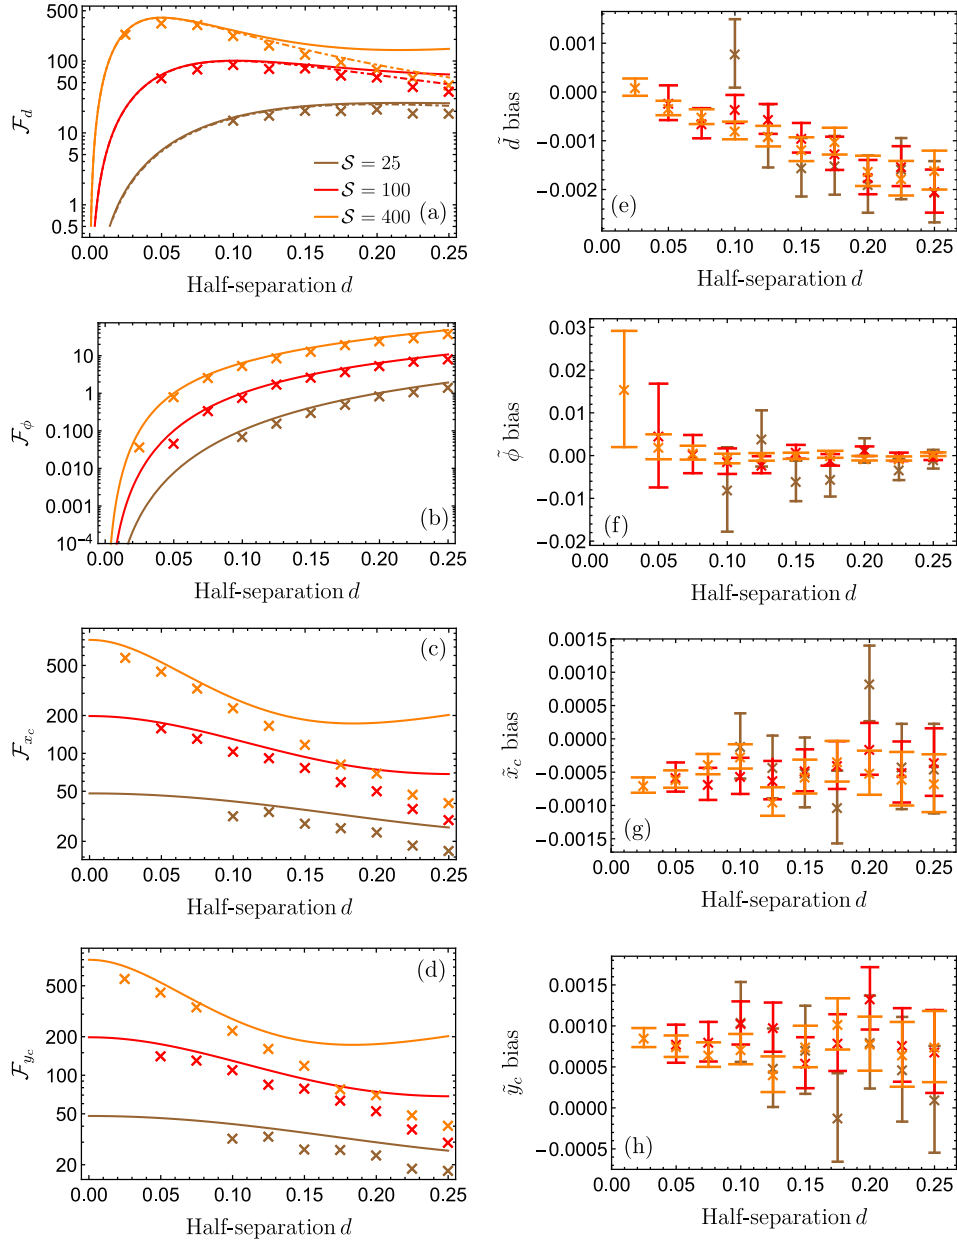 500
100
50
10
5
1
0.5
0.00 0.05 0.10 0.15 0.20 0.25
Half-separation d
ℱ_d
𝒮 = 25
𝒮 = 100
𝒮 = 400
(a)
0.001
0.000
-0.001
-0.002
0.00 0.05 0.10 0.15 0.20 0.25
Half-separation d
d̃ bias
(e)
10
1
0.100
0.010
0.001
10⁻⁴
0.00 0.05 0.10 0.15 0.20 0.25
Half-separation d
ℱ_ϕ
(b)
0.03
0.02
0.01
0.00
-0.01
-0.02
0.00 0.05 0.10 0.15 0.20 0.25
Half-separation d
ϕ̃ bias
(f)
500
200
100
50
20
0.00 0.05 0.10 0.15 0.20 0.25
Half-separation d
ℱ_{x_c}
(c)
0.0015
0.0010
0.0005
0.0000
-0.0005
-0.0010
-0.0015
0.00 0.05 0.10 0.15 0.20 0.25
Half-separation d
x̃_c bias
(g)
500
200
100
50
20
0.00 0.05 0.10 0.15 0.20 0.25
Half-separation d
ℱ_{y_c}
(d)
0.0015
0.0010
0.0005
0.0000
-0.0005
0.00 0.05 0.10 0.15 0.20 0.25
Half-separation d
ỹ_c bias
(h)